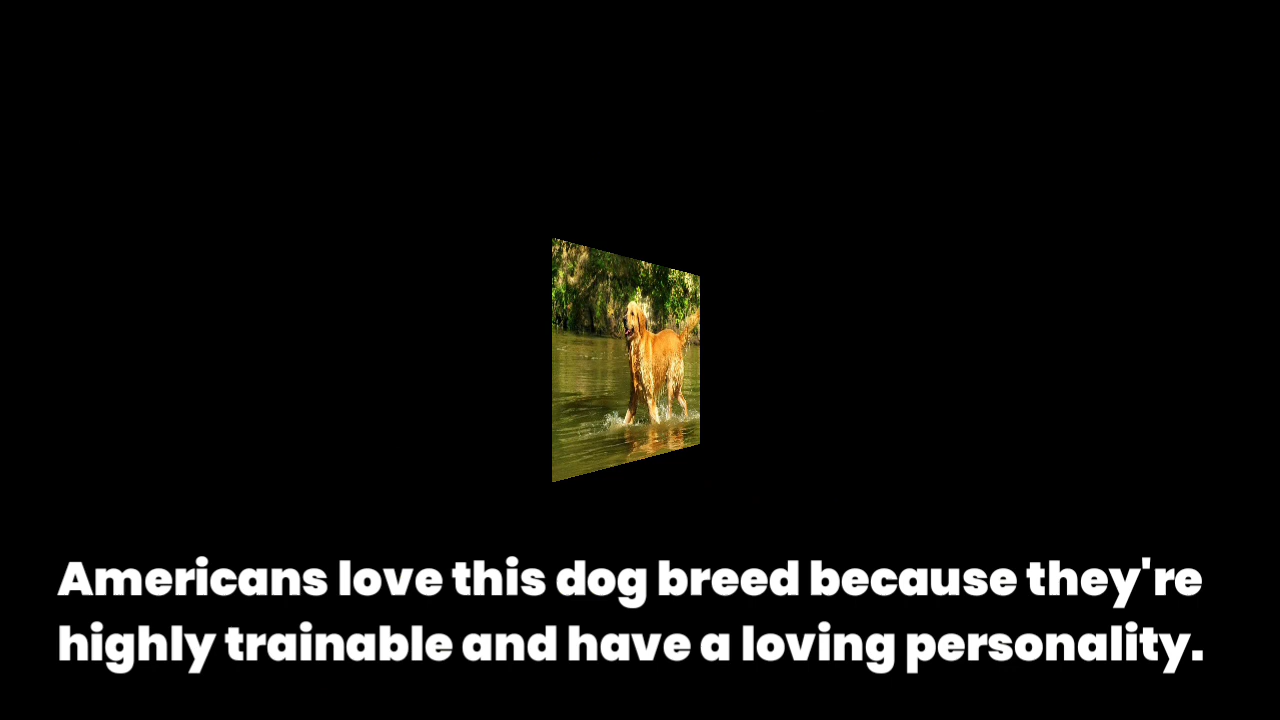 Americans love this dog breed because they're
highly trainable and have a loving personality.